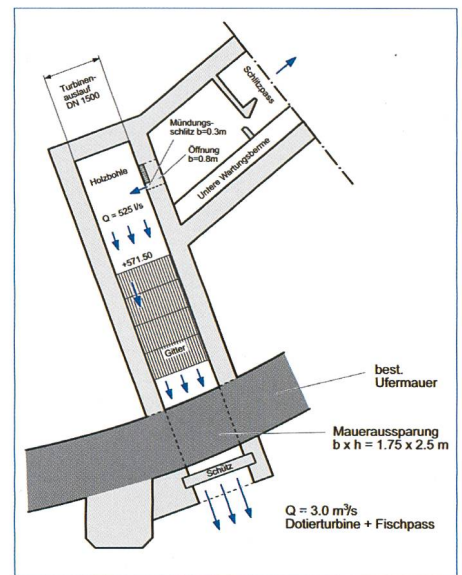 Turbinen-
auslauf
DN 1500
Schlitzpass
Mündungs-
schlitz b=0.3m
Öffnung
b=0.8m
Holzbohle
Untere Wartungsberme
Q = 525 l/s
+571.50
Gitter
best.
Ufermauer
Maueraussparung
b x h = 1.75 x 2.5 m
Schütz
Q = 3.0 m³/s
Dotierturbine + Fischpass